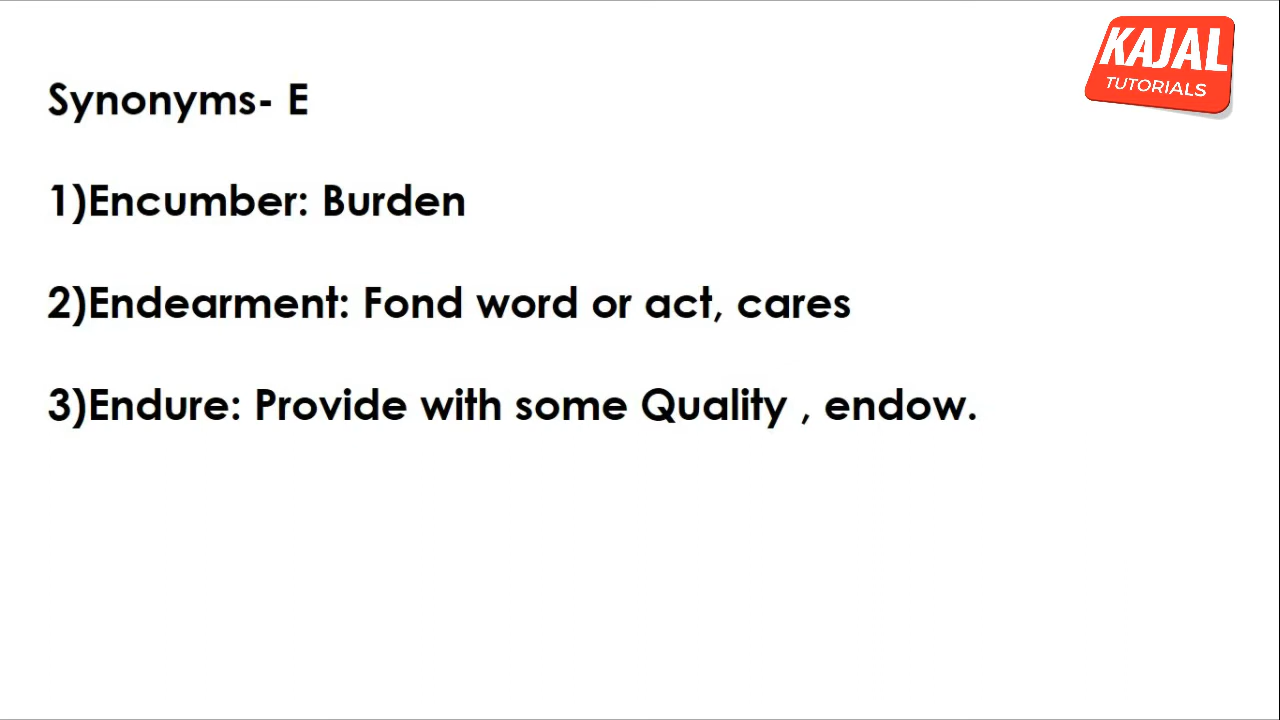 KAJAL
TUTORIALS
Synonyms- E
1)Encumber: Burden
2)Endearment: Fond word or act, cares
3)Endure: Provide with some Quality , endow.